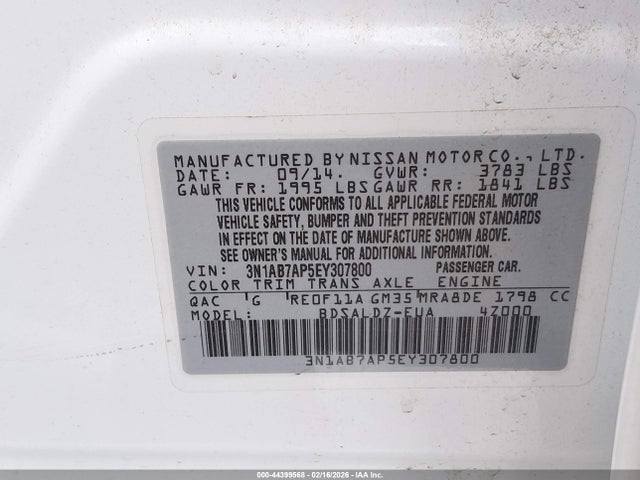 MANUFACTURED BY NISSAN MOTOR CO., LTD.
DATE: 09/14. GVWR: 3783 LBS
GAWR FR: 1995 LBS GAWR RR: 1841 LBS
THIS VEHICLE CONFORMS TO ALL APPLICABLE FEDERAL MOTOR
VEHICLE SAFETY, BUMPER AND THEFT PREVENTION STANDARDS
IN EFFECT ON THE DATE OF MANUFACTURE SHOWN ABOVE.
SEE OWNER'S MANUAL FOR ADDITIONAL INFORMATION.
VIN: 3N1AB7AP5EY307800 PASSENGER CAR.
COLOR TRIM TRANS AXLE ENGINE
QAC G RE0F11A GM35 MRA8DE 1798 CC
MODEL: BDSALDZ-EUA 4Z000
3N1AB7AP5EY307800
000-44399568 - 02/16/2026 - IAAI, Inc.